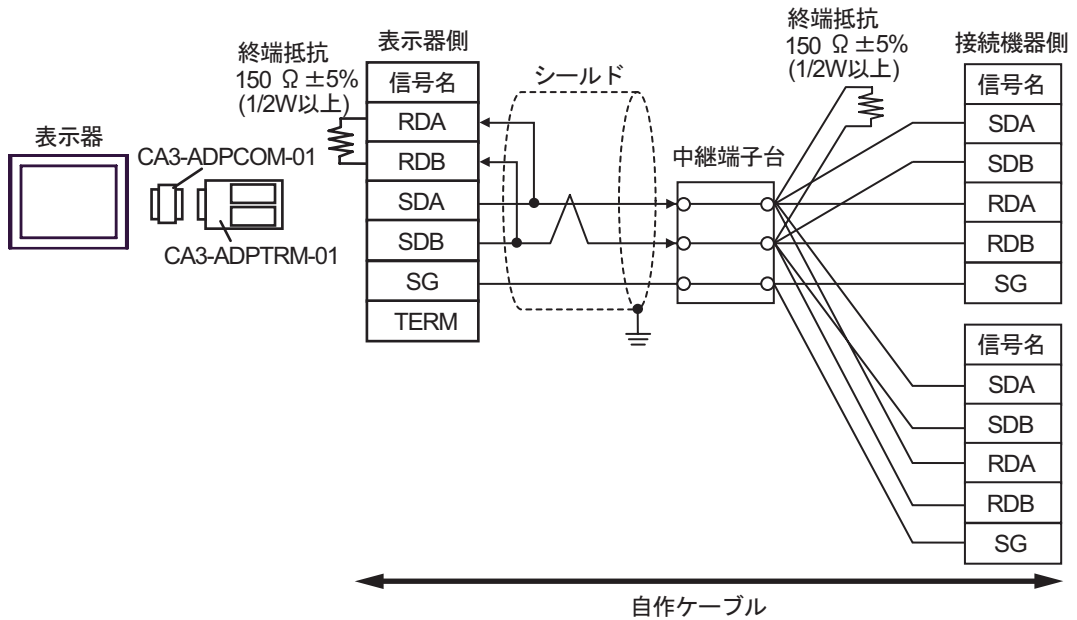 終端抵抗
150 Ω ±5%
(1/2W以上)
表示器側
シールド
終端抵抗
150 Ω ±5%
(1/2W以上)
接続機器側
表示器
CA3-ADPCOM-01
CA3-ADPTRM-01
信号名
RDA
RDB
SDA
SDB
SG
TERM
中継端子台
信号名
SDA
SDB
RDA
RDB
SG
信号名
SDA
SDB
RDA
RDB
SG
自作ケーブル